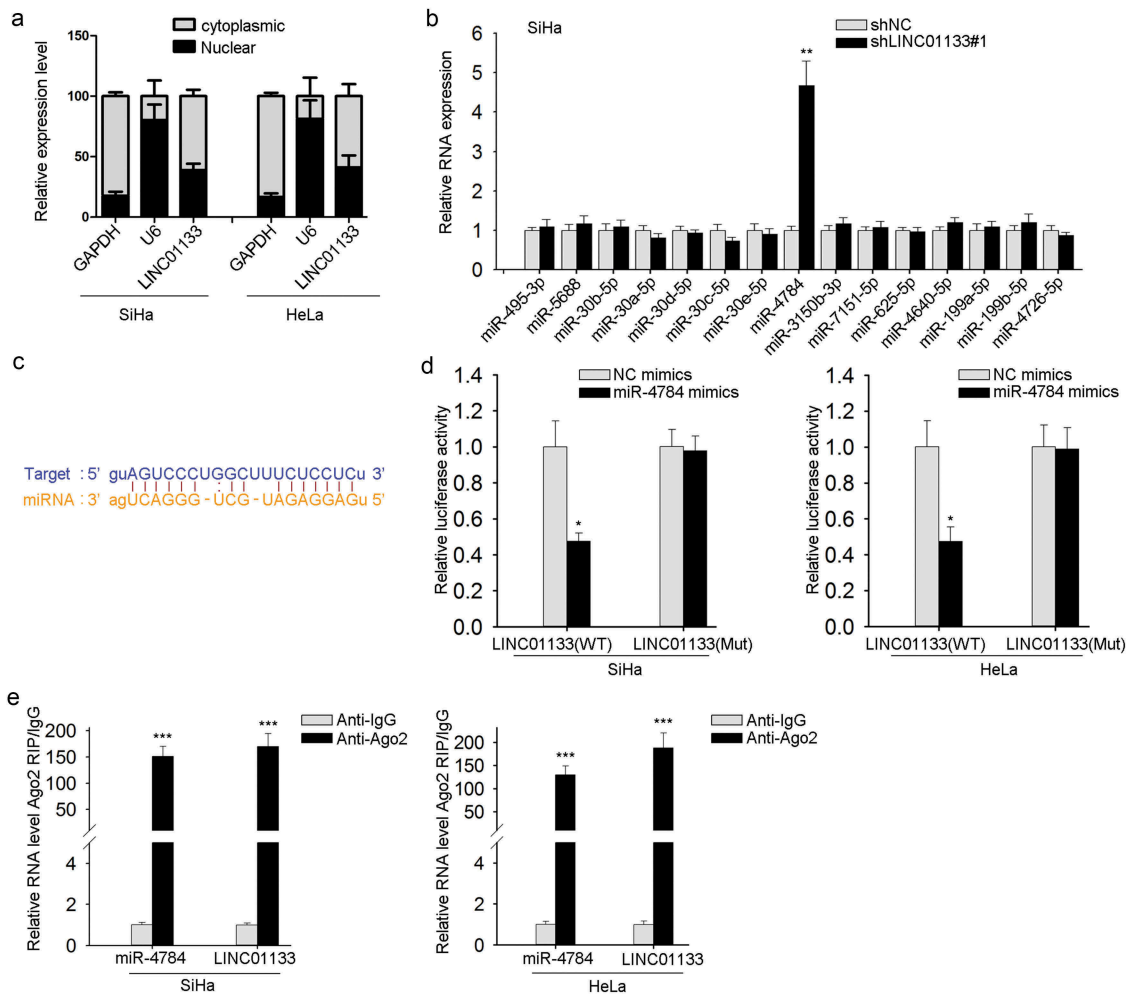 a
cytoplasmic
Nuclear
Relative expression level
150
100
50
0
GAPDH
U6
LINC01133
GAPDH
U6
LINC01133
SiHa
HeLa
b
SiHa
shNC
shLINC01133#1
Relative RNA expression
6
5
4
2
1
0
**
miR-495-3p
miR-5688
miR-30b-5p
miR-30a-5p
miR-30d-5p
miR-30c-5p
miR-30e-5p
miR-4784
miR-3150b-3p
miR-7151-5p
miR-625-5p
miR-4640-5p
miR-199a-5p
miR-199b-5p
miR-4726-5p
c
Target : 5' guAGUCCCUGGCUUUCUCCUCu 3'
miRNA : 3' agUCAGGG-UCG-UAGAGGAGu 5'
d
NC mimics
miR-4784 mimics
Relative luciferase activity
1.4
1.2
1.0
0.8
0.6
0.4
0.2
0.0
*
LINC01133(WT) LINC01133(Mut)
SiHa
NC mimics
miR-4784 mimics
Relative luciferase activity
1.4
1.2
1.0
0.8
0.6
0.4
0.2
0.0
*
LINC01133(WT) LINC01133(Mut)
HeLa
e
Anti-IgG
Anti-Ago2
Relative RNA level Ago2 RIP/IgG
200
150
100
50
4
2
0
***
***
miR-4784 LINC01133
SiHa
Anti-IgG
Anti-Ago2
Relative RNA level Ago2 RIP/IgG
200
150
100
50
4
2
0
***
***
miR-4784 LINC01133
HeLa